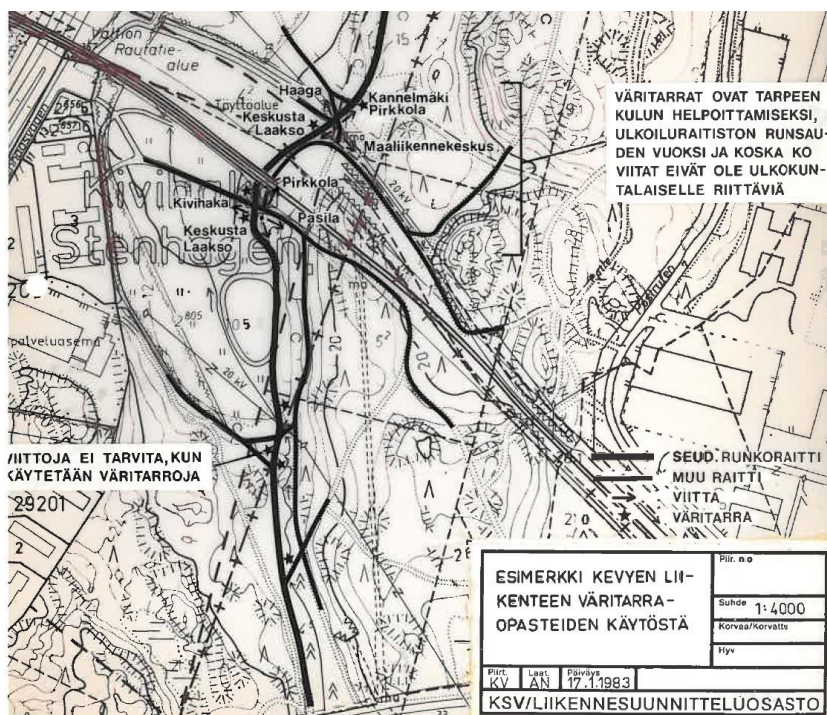 Valtion
Rautatie-
alue
Täyttöalue
Haaga
Keskusta
Laakso
Kannelmäki
Pirkkola
Maaliikennekeskus
VÄRITARRAT OVAT TARPEEN
KULUN HELPOITTAMISEKSI,
ULKOILURAITISTON RUNSAU-
DEN VUOKSI JA KOSKA KO
VIITAT EIVÄT OLE ULKOKUN-
TALAISELLE RIITTÄVIÄ
Pirkkola
Kivihaka
Pasila
Keskusta
Laakso
Kivihaka
Stenhagen
20 kV
20 kV
palveluasema
VIITTOJA EI TARVITA, KUN
KÄYTETÄÄN VÄRITARROJA
29201
SEUD. RUNKORAITTI
MUU RAITTI
VIITTA
VÄRITARRA
ESIMERKKI KEVYEN LII-
KENTEEN VÄRITARRA-
OPASTEIDEN KÄYTÖSTÄ
Piir. n:o
Suhde 1:4000
Korvaa/Korvattu
Hyv
Piirt. KV
Laat. AN
Päiväys 17.1.1983
KSV/LIIKENNESUUNNITTELUOSASTO